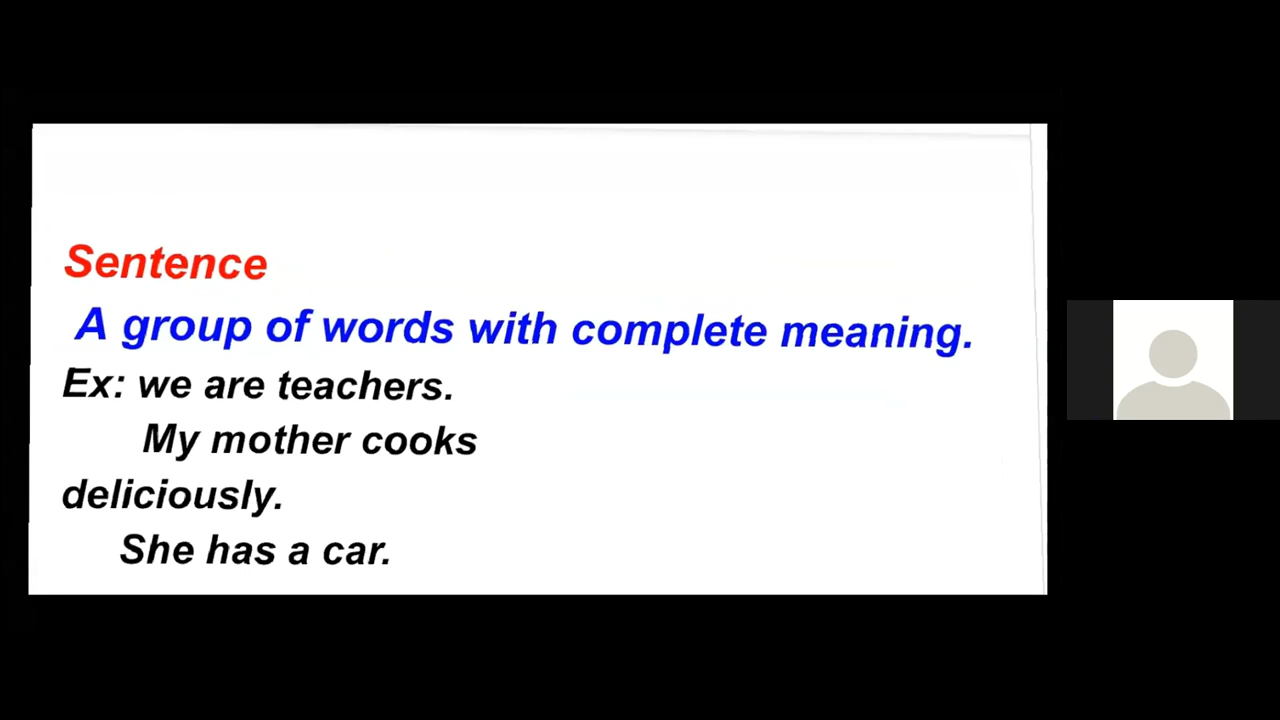 Sentence
A group of words with complete meaning.
Ex: we are teachers.
My mother cooks
deliciously.
She has a car.